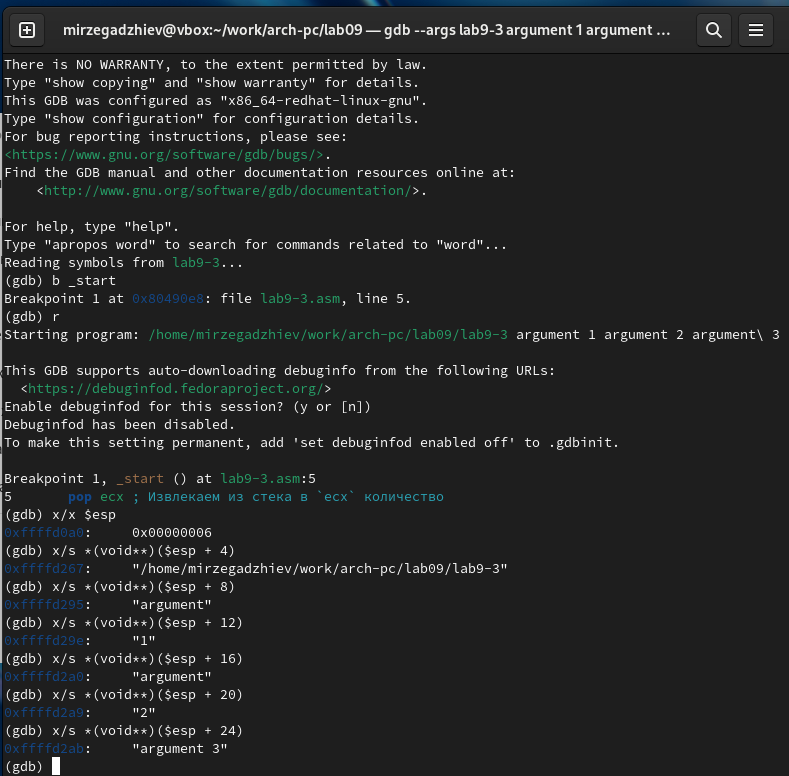 mirzegadzhiev@vbox:~/work/arch-pc/lab09 — gdb --args lab9-3 argument 1 argument ...
There is NO WARRANTY, to the extent permitted by law.
Type "show copying" and "show warranty" for details.
This GDB was configured as "x86_64-redhat-linux-gnu".
Type "show configuration" for configuration details.
For bug reporting instructions, please see:
<https://www.gnu.org/software/gdb/bugs/>.
Find the GDB manual and other documentation resources online at:
    <http://www.gnu.org/software/gdb/documentation/>.

For help, type "help".
Type "apropos word" to search for commands related to "word"...
Reading symbols from lab9-3...
(gdb) b _start
Breakpoint 1 at 0x80490e8: file lab9-3.asm, line 5.
(gdb) r
Starting program: /home/mirzegadzhiev/work/arch-pc/lab09/lab9-3 argument 1 argument 2 argument\ 3

This GDB supports auto-downloading debuginfo from the following URLs:
  <https://debuginfod.fedoraproject.org/>
Enable debuginfod for this session? (y or [n])
Debuginfod has been disabled.
To make this setting permanent, add 'set debuginfod enabled off' to .gdbinit.

Breakpoint 1, _start () at lab9-3.asm:5
5       pop ecx ; Извлекаем из стека в `ecx` количество
(gdb) x/x $esp
0xffffd0a0:     0x00000006
(gdb) x/s *(void**)($esp + 4)
0xffffd267:     "/home/mirzegadzhiev/work/arch-pc/lab09/lab9-3"
(gdb) x/s *(void**)($esp + 8)
0xffffd295:     "argument"
(gdb) x/s *(void**)($esp + 12)
0xffffd29e:     "1"
(gdb) x/s *(void**)($esp + 16)
0xffffd2a0:     "argument"
(gdb) x/s *(void**)($esp + 20)
0xffffd2a9:     "2"
(gdb) x/s *(void**)($esp + 24)
0xffffd2ab:     "argument 3"
(gdb)